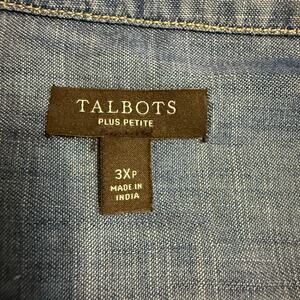 TALBOTS
PLUS PETITE
3XP
MADE IN
INDIA